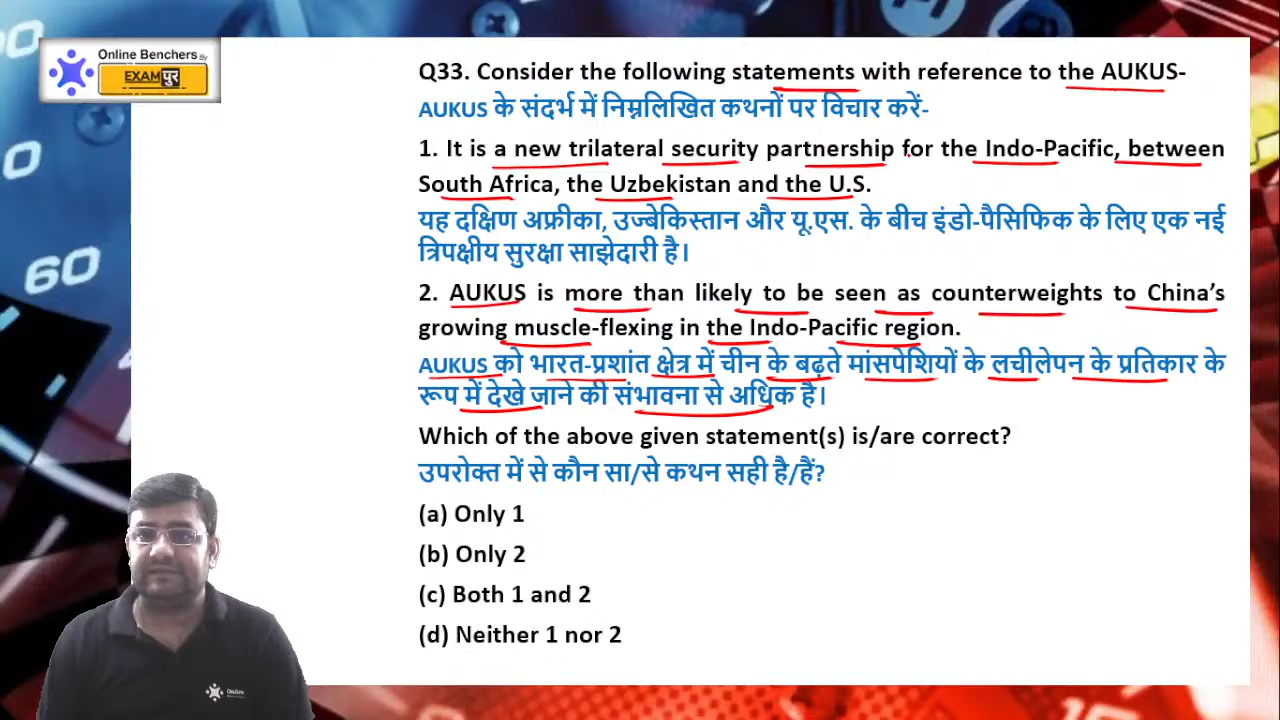 Online Benchers By
EXAMपुर
Q33. Consider the following statements with reference to the AUKUS-
AUKUS के संदर्भ में निम्नलिखित कथनों पर विचार करें-
1. It is a new trilateral security partnership for the Indo-Pacific, between
South Africa, the Uzbekistan and the U.S.
यह दक्षिण अफ्रीका, उज्बेकिस्तान और यू.एस. के बीच इंडो-पैसिफिक के लिए एक नई
त्रिपक्षीय सुरक्षा साझेदारी है।
2. AUKUS is more than likely to be seen as counterweights to China's
growing muscle-flexing in the Indo-Pacific region.
AUKUS को भारत-प्रशांत क्षेत्र में चीन के बढ़ते मांसपेशियों के लचीलेपन के प्रतिकार के
रूप में देखे जाने की संभावना से अधिक है।
Which of the above given statement(s) is/are correct?
उपरोक्त में से कौन सा/से कथन सही है/हैं?
(a) Only 1
(b) Only 2
(c) Both 1 and 2
(d) Neither 1 nor 2
60
Online